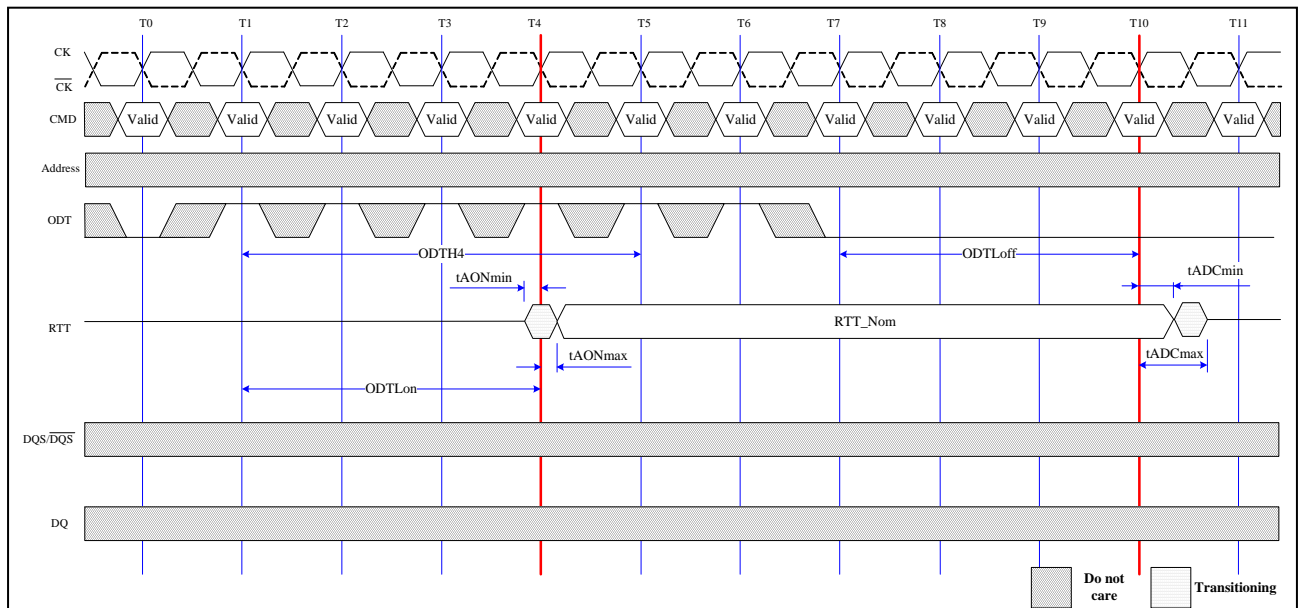 T0 T1 T2 T3 T4 T5 T6 T7 T8 T9 T10 T11
CK
CK
CMD Valid Valid Valid Valid Valid Valid Valid Valid Valid Valid Valid Valid
Address
ODT
ODTH4 ODTLoff
tAONmin tADCmin
RTT RTT_Nom
tAONmax tADCmax
ODTLon
DQS/DQS
DQ
Do not
care
Transitioning